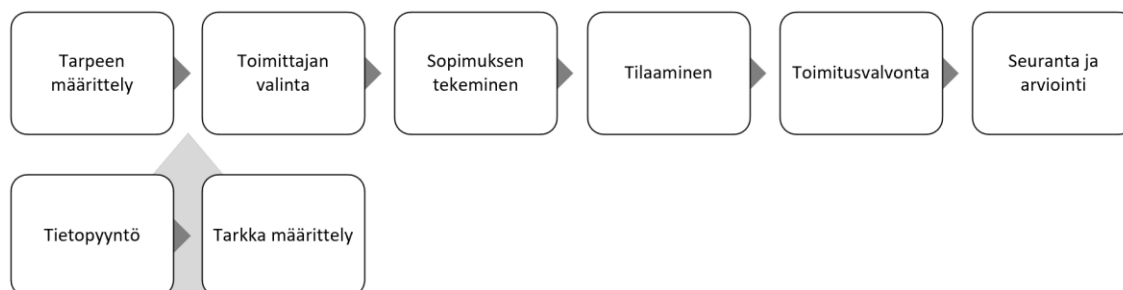 Tarpeen
määrittely
Toimittajan
valinta
Sopimuksen
tekeminen
Tilaaminen
Toimitusvalvonta
Seuranta ja
arviointi
Tietopyyntö
Tarkka määrittely